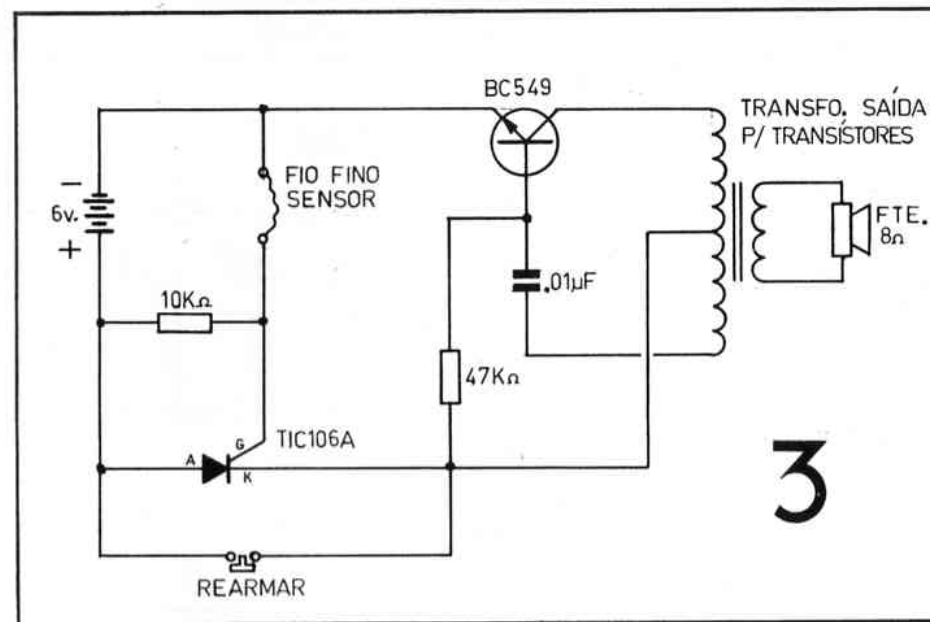 BC549
TRANSFO. SAÍDA
P/ TRANSÍSTORES
FIO FINO
SENSOR
-
6v.
+
FTE.
8Ω
.01µF
10KΩ
47KΩ
TIC106A
G
A
K
3
REARMAR